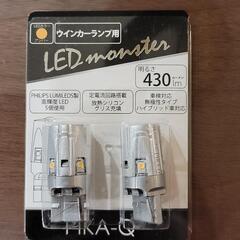 ウインカーランプ用
LED monster
明るさ
430lm
PHILIPS LUMILEDS製
高輝度LED
5個使用
定電流回路搭載
放熱シリコン
グリス充填
車検対応
無極性タイプ
ハイブリッド車対応